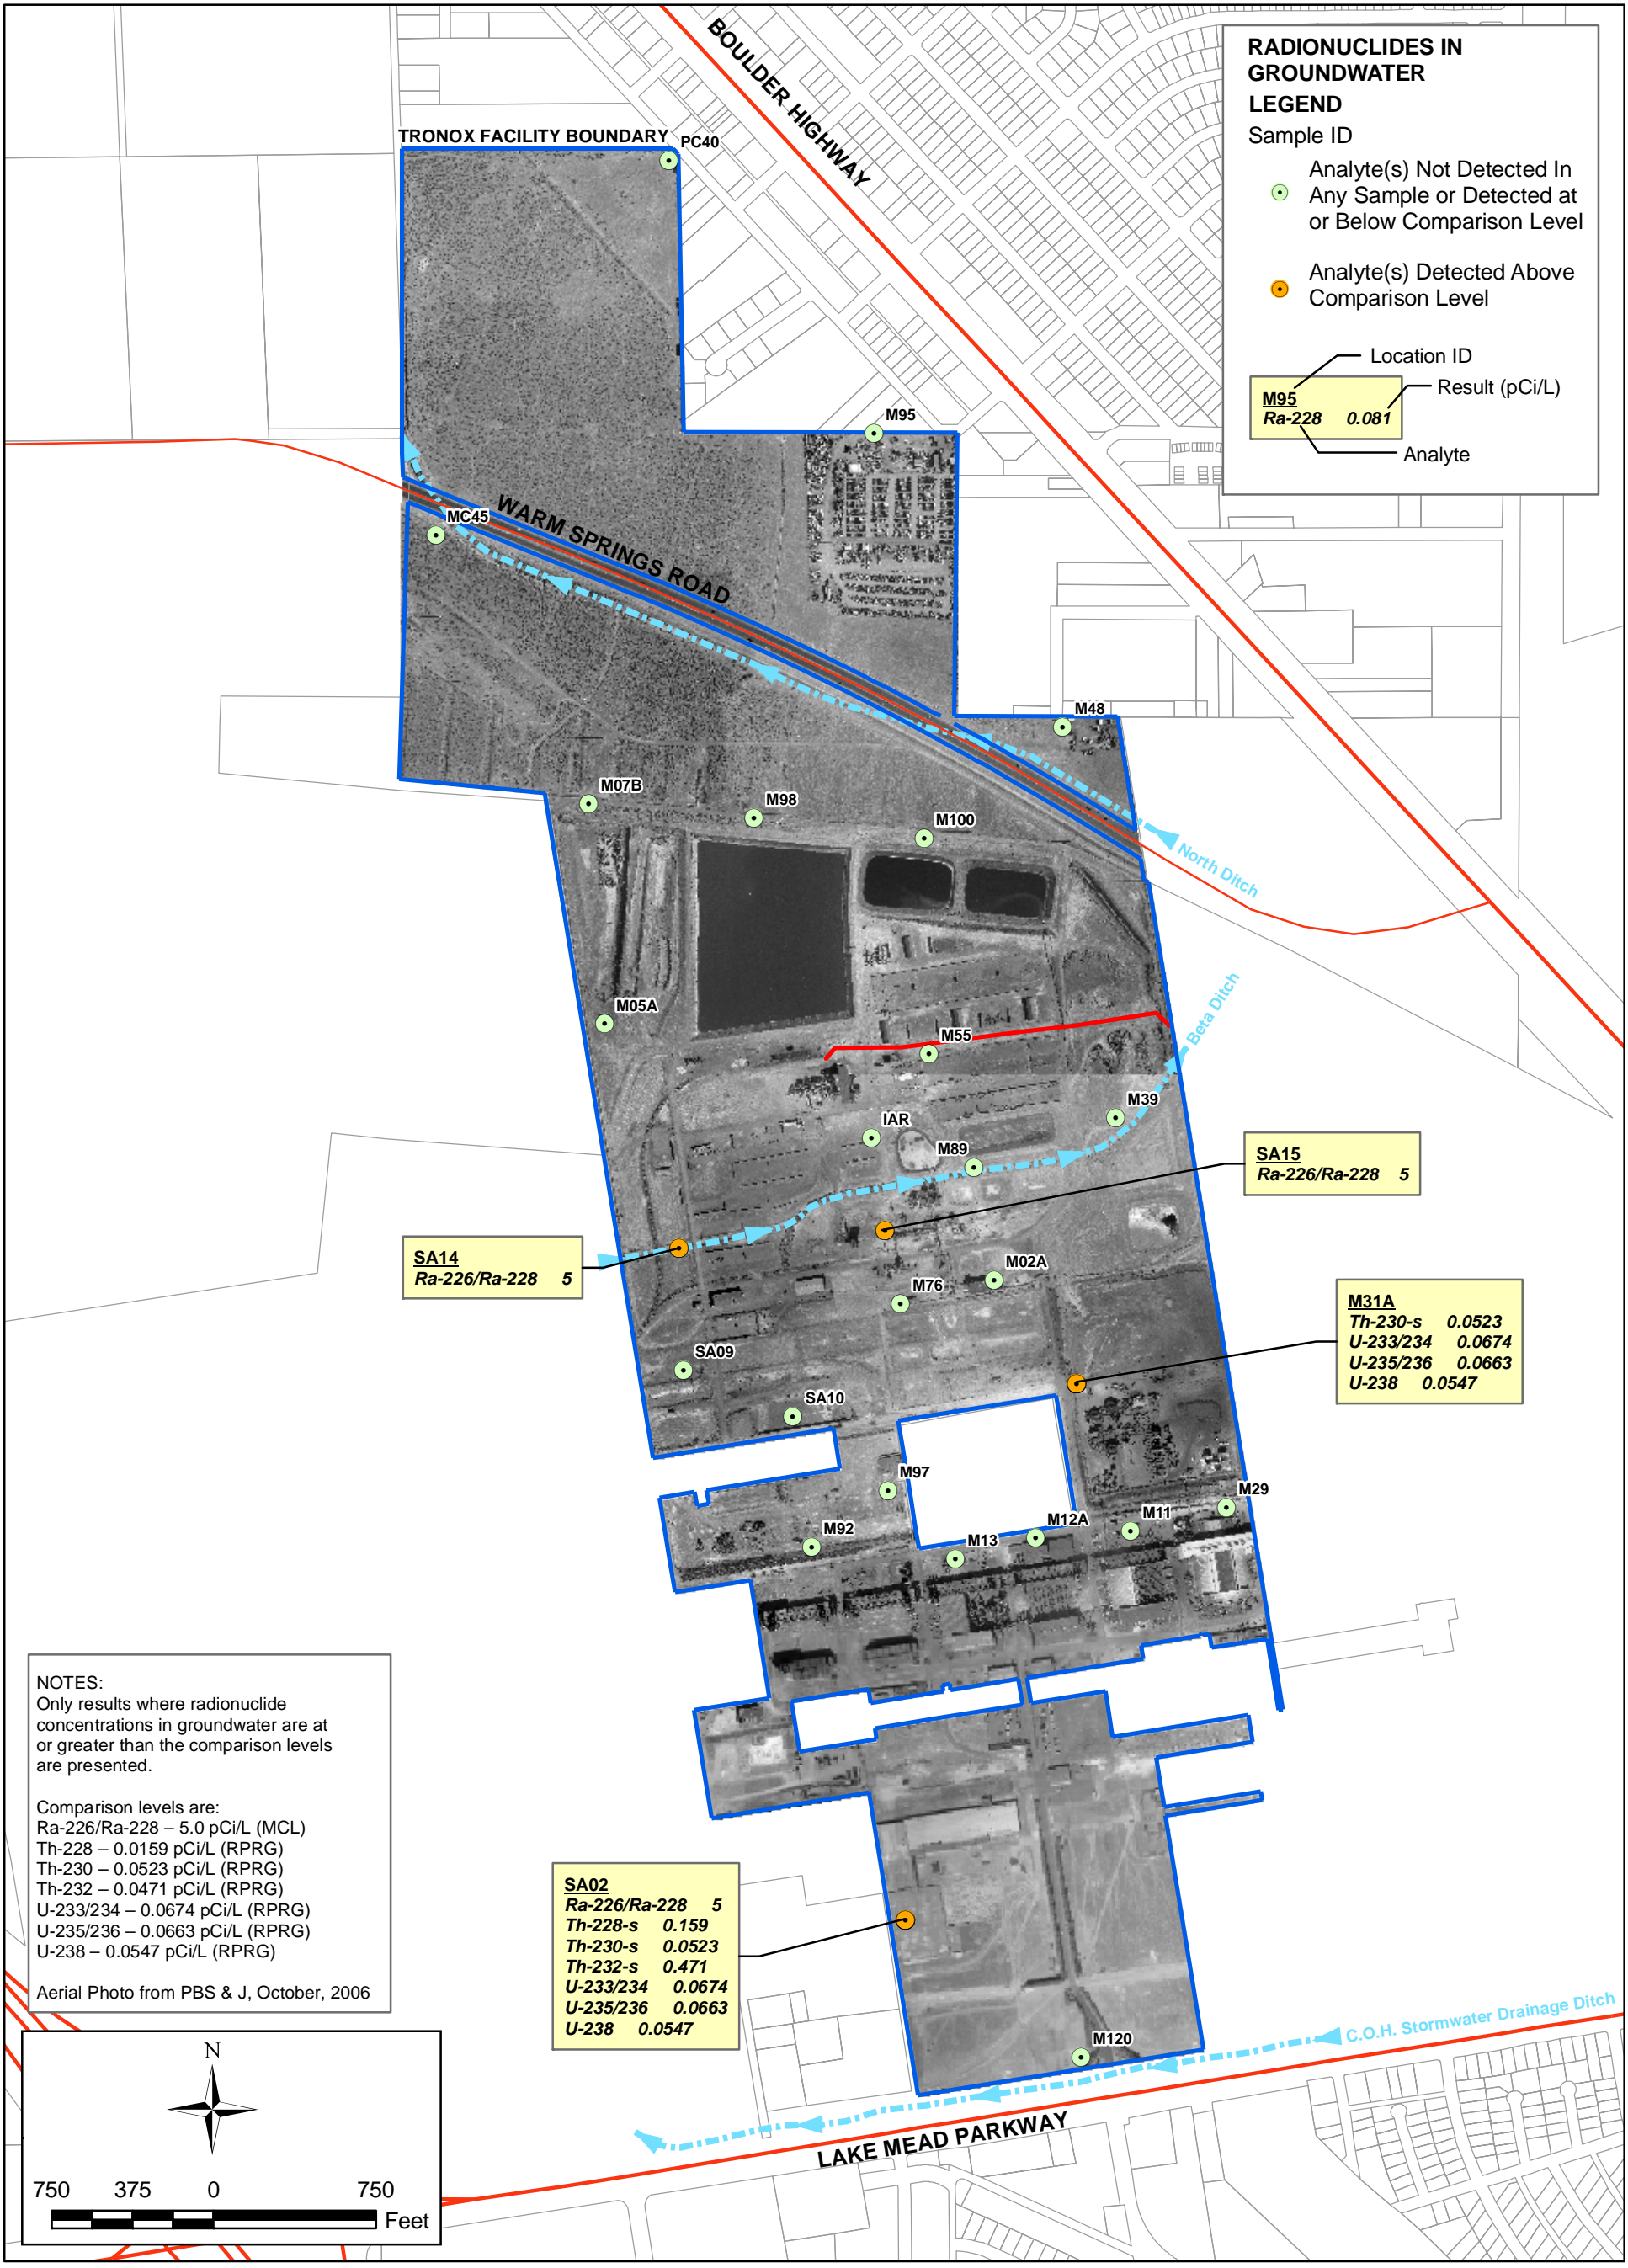 RADIONUCLIDES IN
GROUNDWATER
LEGEND
Sample ID
Analyte(s) Not Detected In
Any Sample or Detected at
or Below Comparison Level
Analyte(s) Detected Above
Comparison Level
Location ID
Result (pCi/L)
M95
Ra-228 0.081
Analyte
BOULDER HIGHWAY
TRONOX FACILITY BOUNDARY
PC40
M95
MC45
WARM SPRINGS ROAD
M48
M07B
M98
M100
North Ditch
M05A
M55
Beta Ditch
M39
IAR
M89
SA15
Ra-226/Ra-228 5
SA14
Ra-226/Ra-228 5
M02A
M76
M31A
Th-230-s 0.0523
U-233/234 0.0674
U-235/236 0.0663
U-238 0.0547
SA09
SA10
M97
M29
M11
M12A
M92
M13
NOTES:
Only results where radionuclide
concentrations in groundwater are at
or greater than the comparison levels
are presented.
Comparison levels are:
Ra-226/Ra-228 – 5.0 pCi/L (MCL)
Th-228 – 0.0159 pCi/L (RPRG)
Th-230 – 0.0523 pCi/L (RPRG)
Th-232 – 0.0471 pCi/L (RPRG)
U-233/234 – 0.0674 pCi/L (RPRG)
U-235/236 – 0.0663 pCi/L (RPRG)
U-238 – 0.0547 pCi/L (RPRG)
Aerial Photo from PBS & J, October, 2006
SA02
Ra-226/Ra-228 5
Th-228-s 0.159
Th-230-s 0.0523
Th-232-s 0.471
U-233/234 0.0674
U-235/236 0.0663
U-238 0.0547
M120
C.O.H. Stormwater Drainage Ditch
LAKE MEAD PARKWAY
N
750 375 0 750
Feet